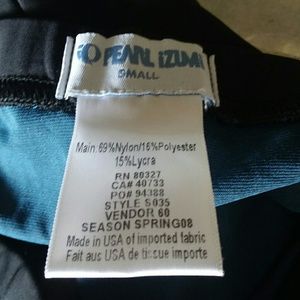 PEARL IZUMI
SMALL
Main: 69%Nylon/16%Polyester
15%Lycra
RN 80327
CA# 40733
PO# 94388
STYLE S035
VENDOR 60
SEASON SPRING08
Made in USA of imported fabric
Fait aus USA de tissue importe